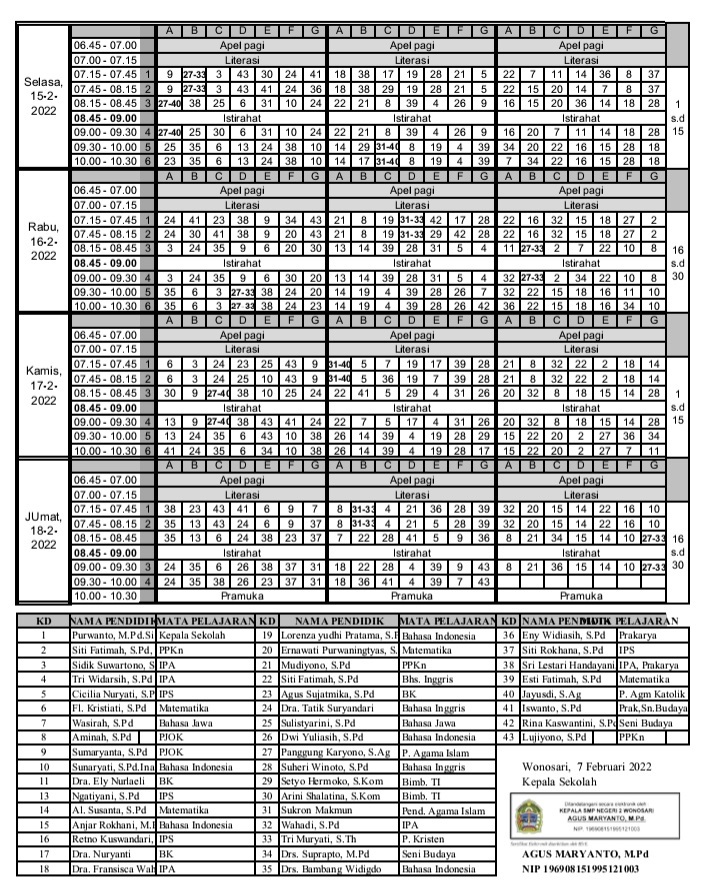 A B C D E F G A B C D E F G A B C D E F G
Selasa, 15-2-2022
06.45 - 07.00 Apel pagi Apel pagi Apel pagi
07.00 - 07.15 Literasi Literasi Literasi
07.15 - 07.45 1 9 27-33 3 43 30 24 41 18 38 17 19 28 21 5 22 7 11 14 36 8 37
07.45 - 08.15 2 9 27-33 3 43 41 24 36 18 38 29 19 28 21 5 22 15 20 14 7 8 37
08.15 - 08.45 3 27-40 38 25 6 31 10 24 22 21 8 39 4 26 9 16 15 20 36 14 18 28
1 s.d 15
08.45 - 09.00 Istirahat Istirahat Istirahat
09.00 - 09.30 4 27-40 25 30 6 31 10 24 22 21 8 39 4 26 9 16 20 7 11 14 18 28
09.30 - 10.00 5 25 35 6 13 24 38 10 14 29 31-40 8 19 4 39 34 20 22 16 15 28 18
10.00 - 10.30 6 23 35 6 13 24 38 10 14 17 31-40 8 19 4 39 7 34 22 16 15 28 18
A B C D E F G A B C D E F G A B C D E F G
Rabu, 16-2-2022
06.45 - 07.00 Apel pagi Apel pagi Apel pagi
07.00 - 07.15 Literasi Literasi Literasi
07.15 - 07.45 1 24 41 23 38 9 34 43 21 8 19 31-33 42 17 28 22 16 32 15 18 27 2
07.45 - 08.15 2 24 30 41 38 9 20 43 21 8 19 31-33 29 42 28 22 16 32 15 18 27 2
08.15 - 08.45 3 3 24 35 9 6 20 30 13 14 39 28 31 5 4 11 27-33 2 7 22 10 8
16 s.d 30
08.45 - 09.00 Istirahat Istirahat Istirahat
09.00 - 09.30 4 3 24 35 9 6 30 20 13 14 39 28 31 5 4 32 27-33 2 34 22 10 8
09.30 - 10.00 5 35 6 3 27-33 38 24 20 14 19 4 39 28 26 7 32 22 15 18 16 11 10
10.00 - 10.30 6 35 6 3 27-33 38 24 23 14 19 4 39 28 26 42 36 22 15 18 16 34 10
A B C D E F G A B C D E F G A B C D E F G
Kamis, 17-2-2022
06.45 - 07.00 Apel pagi Apel pagi Apel pagi
07.00 - 07.15 Literasi Literasi Literasi
07.15 - 07.45 1 6 3 24 23 25 43 9 31-40 5 7 19 17 39 28 21 8 32 22 2 18 14
07.45 - 08.15 2 6 3 24 25 10 43 9 31-40 5 36 19 7 39 28 21 8 32 22 2 18 14
08.15 - 08.45 3 30 9 27-40 38 10 25 24 22 41 5 29 4 31 26 20 32 8 18 15 14 28
1 s.d 15
08.45 - 09.00 Istirahat Istirahat Istirahat
09.00 - 09.30 4 13 9 27-40 38 43 41 24 22 7 5 17 4 31 26 20 32 8 18 15 14 28
09.30 - 10.00 5 13 24 35 6 43 10 38 26 14 39 4 19 28 29 15 22 20 2 27 36 34
10.00 - 10.30 6 41 24 35 6 34 10 38 26 14 39 4 19 28 17 15 22 20 2 27 7 11
A B C D E F G A B C D E F G A B C D E F G
JUmat, 18-2-2022
06.45 - 07.00 Apel pagi Apel pagi Apel pagi
07.00 - 07.15 Literasi Literasi Literasi
07.15 - 07.45 1 38 23 43 41 6 9 7 8 31-33 4 21 36 28 39 32 20 15 14 22 16 10
07.45 - 08.15 2 35 13 43 24 6 9 37 8 31-33 4 21 5 28 39 32 20 15 14 22 16 10
08.15 - 08.45 35 13 6 24 38 23 37 7 22 28 41 5 9 36 8 21 34 15 14 10 27-33
16 s.d 30
08.45 - 09.00 Istirahat Istirahat Istirahat
09.00 - 09.30 3 24 35 6 26 38 37 31 18 22 28 4 39 9 43 8 21 36 15 14 10 27-33
09.30 - 10.00 4 24 35 38 26 23 37 31 18 36 41 4 39 7 43
10.00 - 10.30 Pramuka Pramuka Pramuka
KD NAMA PENDIDIK MATA PELAJARAN KD NAMA PENDIDIK MATA PELAJARAN KD NAMA PENDIDIK MATA PELAJARAN
1 Purwanto, M.Pd.Si Kepala Sekolah 19 Lorenza yudhi Pratama, S.P Bahasa Indonesia 36 Eny Widiasih, S.Pd Prakarya
2 Siti Fatimah, S.Pd, PPKn 20 Ernawati Purwaningtyas, S. Matematika 37 Siti Rokhana, S.Pd IPS
3 Sidik Suwartono, S IPA 21 Mudiyono, S.Pd PPKn 38 Sri Lestari Handayani IPA, Prakarya
4 Tri Widarsih, S.Pd IPA 22 Siti Fatimah, S.Pd Bhs. Inggris 39 Esti Fatimah, S.Pd Matematika
5 Cicilia Nuryati, S.P IPS 23 Agus Sujatmika, S.Pd BK 40 Jayusdi, S.Ag P. Agm Katolik
6 Fl. Kristiati, S.Pd Matematika 24 Dra. Tatik Suryandari Bahasa Inggris 41 Iswanto, S.Pd Prak,Sn.Budaya
7 Wasirah, S.Pd Bahasa Jawa 25 Sulistyarini, S.Pd Bahasa Jawa 42 Rina Kaswantini, S.Pd Seni Budaya
8 Aminah, S.Pd PJOK 26 Dwi Yuliasih, S.Pd Bahasa Indonesia 43 Lujiyono, S.Pd PPKn
9 Sumaryanta, S.Pd PJOK 27 Panggung Karyono, S.Ag P. Agama Islam
10 Sunaryati, S.Pd.Ina Bahasa Indonesia 28 Suheri Winoto, S.Pd Bahasa Inggris
11 Dra. Ely Nurlaeli BK 29 Setyo Hermoko, S.Kom Bimb. TI
13 Ngatiyani, S.Pd IPS 30 Arini Shalatina, S.Kom Bimb. TI
14 Al. Susanta, S.Pd Matematika 31 Sukron Makmun Pend. Agama Islam
15 Anjar Rokhani, M.P Bahasa Indonesia 32 Wahadi, S.Pd IPA
16 Retno Kuswandari, IPS 33 Tri Muryati, S.Th P. Kristen
17 Dra. Nuryanti BK 34 Drs. Suprapto, M.Pd Seni Budaya
18 Dra. Fransisca Wah IPA 35 Drs. Bambang Widigdo Bahasa Indonesia
Wonosari, 7 Februari 2022
Kepala Sekolah
Ditandatangani secara elektronik oleh
KEPALA SMP NEGERI 2 WONOSARI
AGUS MARYANTO, M.Pd.
NIP. 196908151995121003
AGUS MARYANTO, M.Pd
NIP 196908151995121003